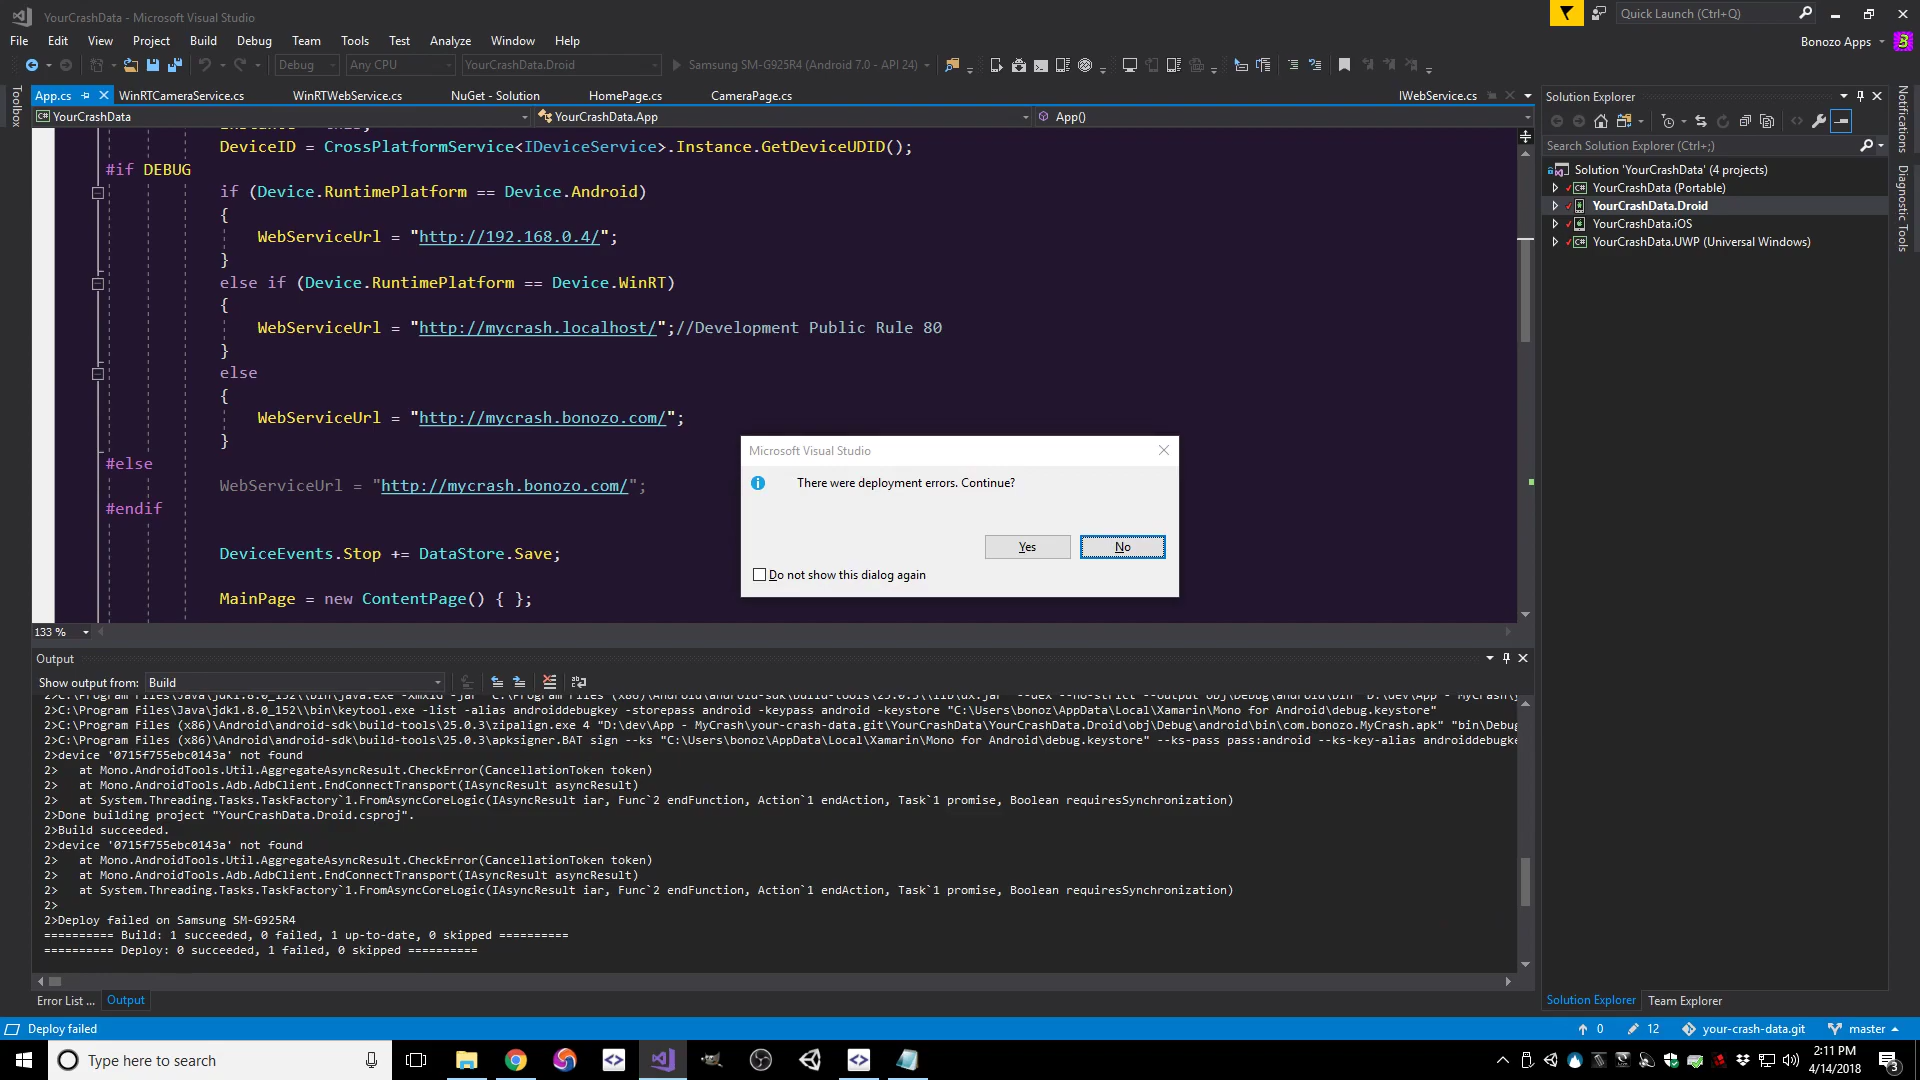 YourCrashData - Microsoft Visual Studio
Quick Launch (Ctrl+Q)
File Edit View Project Build Debug Team Tools Test Analyze Window Help
Bonozo Apps
Debug Any CPU YourCrashData.Droid Samsung SM-G925R4 (Android 7.0 - API 24)
Toolbox
App.cs WinRTCameraService.cs WinRTWebService.cs NuGet - Solution HomePage.cs CameraPage.cs IWebService.cs
YourCrashData YourCrashData.App App()
DeviceID = CrossPlatformService<IDeviceService>.Instance.GetDeviceUDID();
#if DEBUG
if (Device.RuntimePlatform == Device.Android)
{
WebServiceUrl = "http://192.168.0.4/";
}
else if (Device.RuntimePlatform == Device.WinRT)
{
WebServiceUrl = "http://mycrash.localhost/";//Development Public Rule 80
}
else
{
WebServiceUrl = "http://mycrash.bonozo.com/";
}
#else
WebServiceUrl = "http://mycrash.bonozo.com/";
#endif
DeviceEvents.Stop += DataStore.Save;
MainPage = new ContentPage() { };
133 %
Microsoft Visual Studio
There were deployment errors. Continue?
Yes No
Do not show this dialog again
Solution Explorer
Search Solution Explorer (Ctrl+;)
Solution 'YourCrashData' (4 projects)
YourCrashData (Portable)
YourCrashData.Droid
YourCrashData.iOS
YourCrashData.UWP (Universal Windows)
Notifications
Diagnostic Tools
Output
Show output from: Build
2>C:\Program Files\Java\jdk1.8.0_152\\bin\keytool.exe -list -alias androiddebugkey -storepass android -keypass android -keystore "C:\Users\bonoz\AppData\Local\Xamarin\Mono for Android\debug.keystore"
2>C:\Program Files (x86)\Android\android-sdk\build-tools\25.0.3\zipalign.exe 4 "D:\dev\App - MyCrash\your-crash-data.git\YourCrashData\YourCrashData.Droid\obj\Debug\android\bin\com.bonozo.MyCrash.apk" "bin\Debug
2>C:\Program Files (x86)\Android\android-sdk\build-tools\25.0.3\apksigner.BAT sign --ks "C:\Users\bonoz\AppData\Local\Xamarin\Mono for Android\debug.keystore" --ks-pass pass:android --ks-key-alias androiddebugke
2>device '0715f755ebc0143a' not found
2> at Mono.AndroidTools.Util.AggregateAsyncResult.CheckError(CancellationToken token)
2> at Mono.AndroidTools.Adb.AdbClient.EndConnectTransport(IAsyncResult asyncResult)
2> at System.Threading.Tasks.TaskFactory`1.FromAsyncCoreLogic(IAsyncResult iar, Func`2 endFunction, Action`1 endAction, Task`1 promise, Boolean requiresSynchronization)
2>Done building project "YourCrashData.Droid.csproj".
2>Build succeeded.
2>device '0715f755ebc0143a' not found
2> at Mono.AndroidTools.Util.AggregateAsyncResult.CheckError(CancellationToken token)
2> at Mono.AndroidTools.Adb.AdbClient.EndConnectTransport(IAsyncResult asyncResult)
2> at System.Threading.Tasks.TaskFactory`1.FromAsyncCoreLogic(IAsyncResult iar, Func`2 endFunction, Action`1 endAction, Task`1 promise, Boolean requiresSynchronization)
2>
2>Deploy failed on Samsung SM-G925R4
========== Build: 1 succeeded, 0 failed, 1 up-to-date, 0 skipped ==========
========== Deploy: 0 succeeded, 1 failed, 0 skipped ==========
Error List ... Output
Solution Explorer Team Explorer
Deploy failed 0 12 your-crash-data.git master
Type here to search
2:11 PM
4/14/2018
3